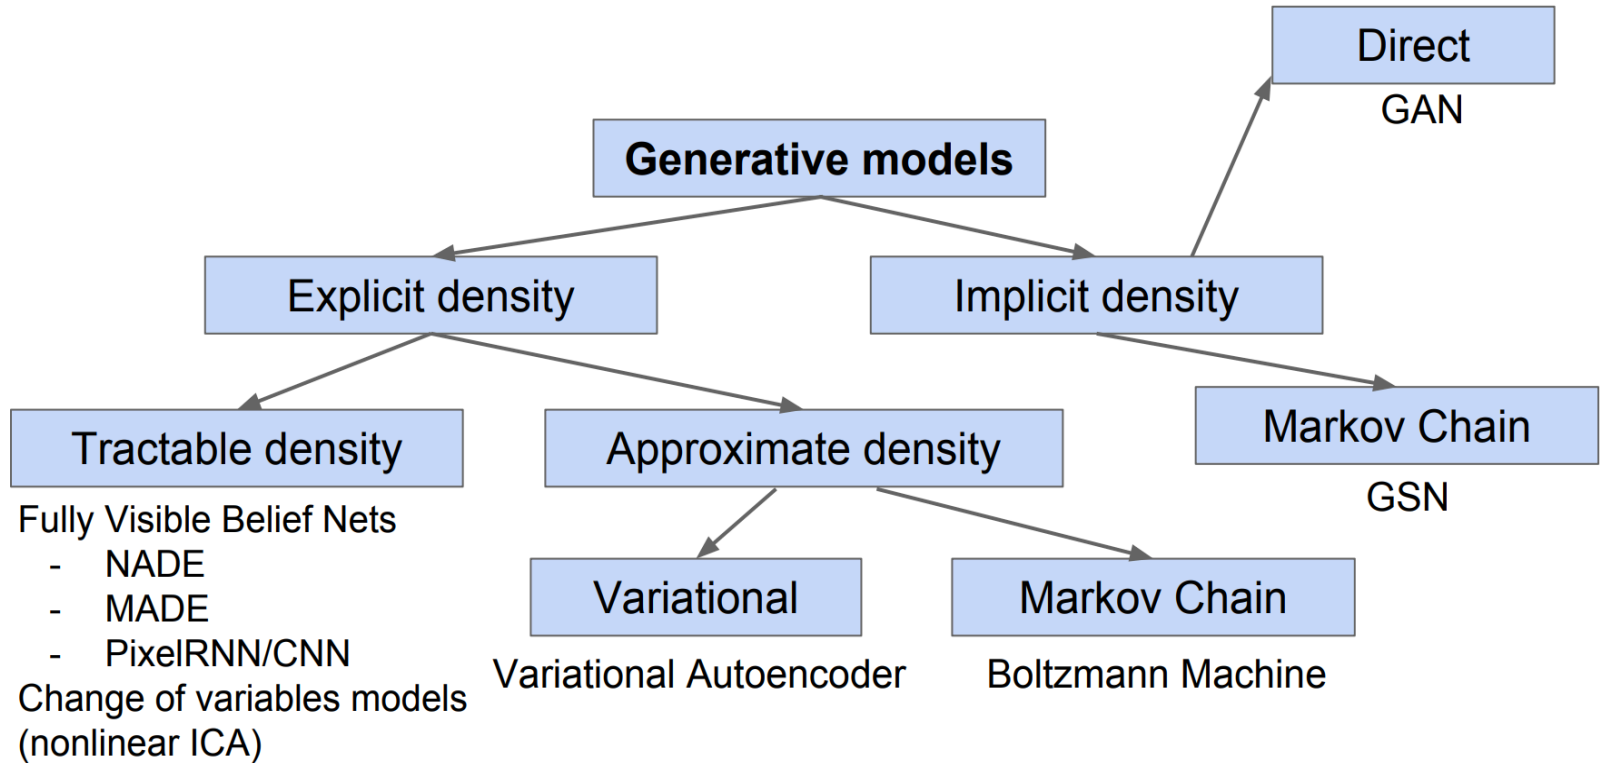 Direct
GAN
Generative models
Explicit density
Implicit density
Tractable density
Approximate density
Markov Chain
GSN
Fully Visible Belief Nets
- NADE
- MADE
- PixelRNN/CNN
Change of variables models
(nonlinear ICA)
Variational
Variational Autoencoder
Markov Chain
Boltzmann Machine